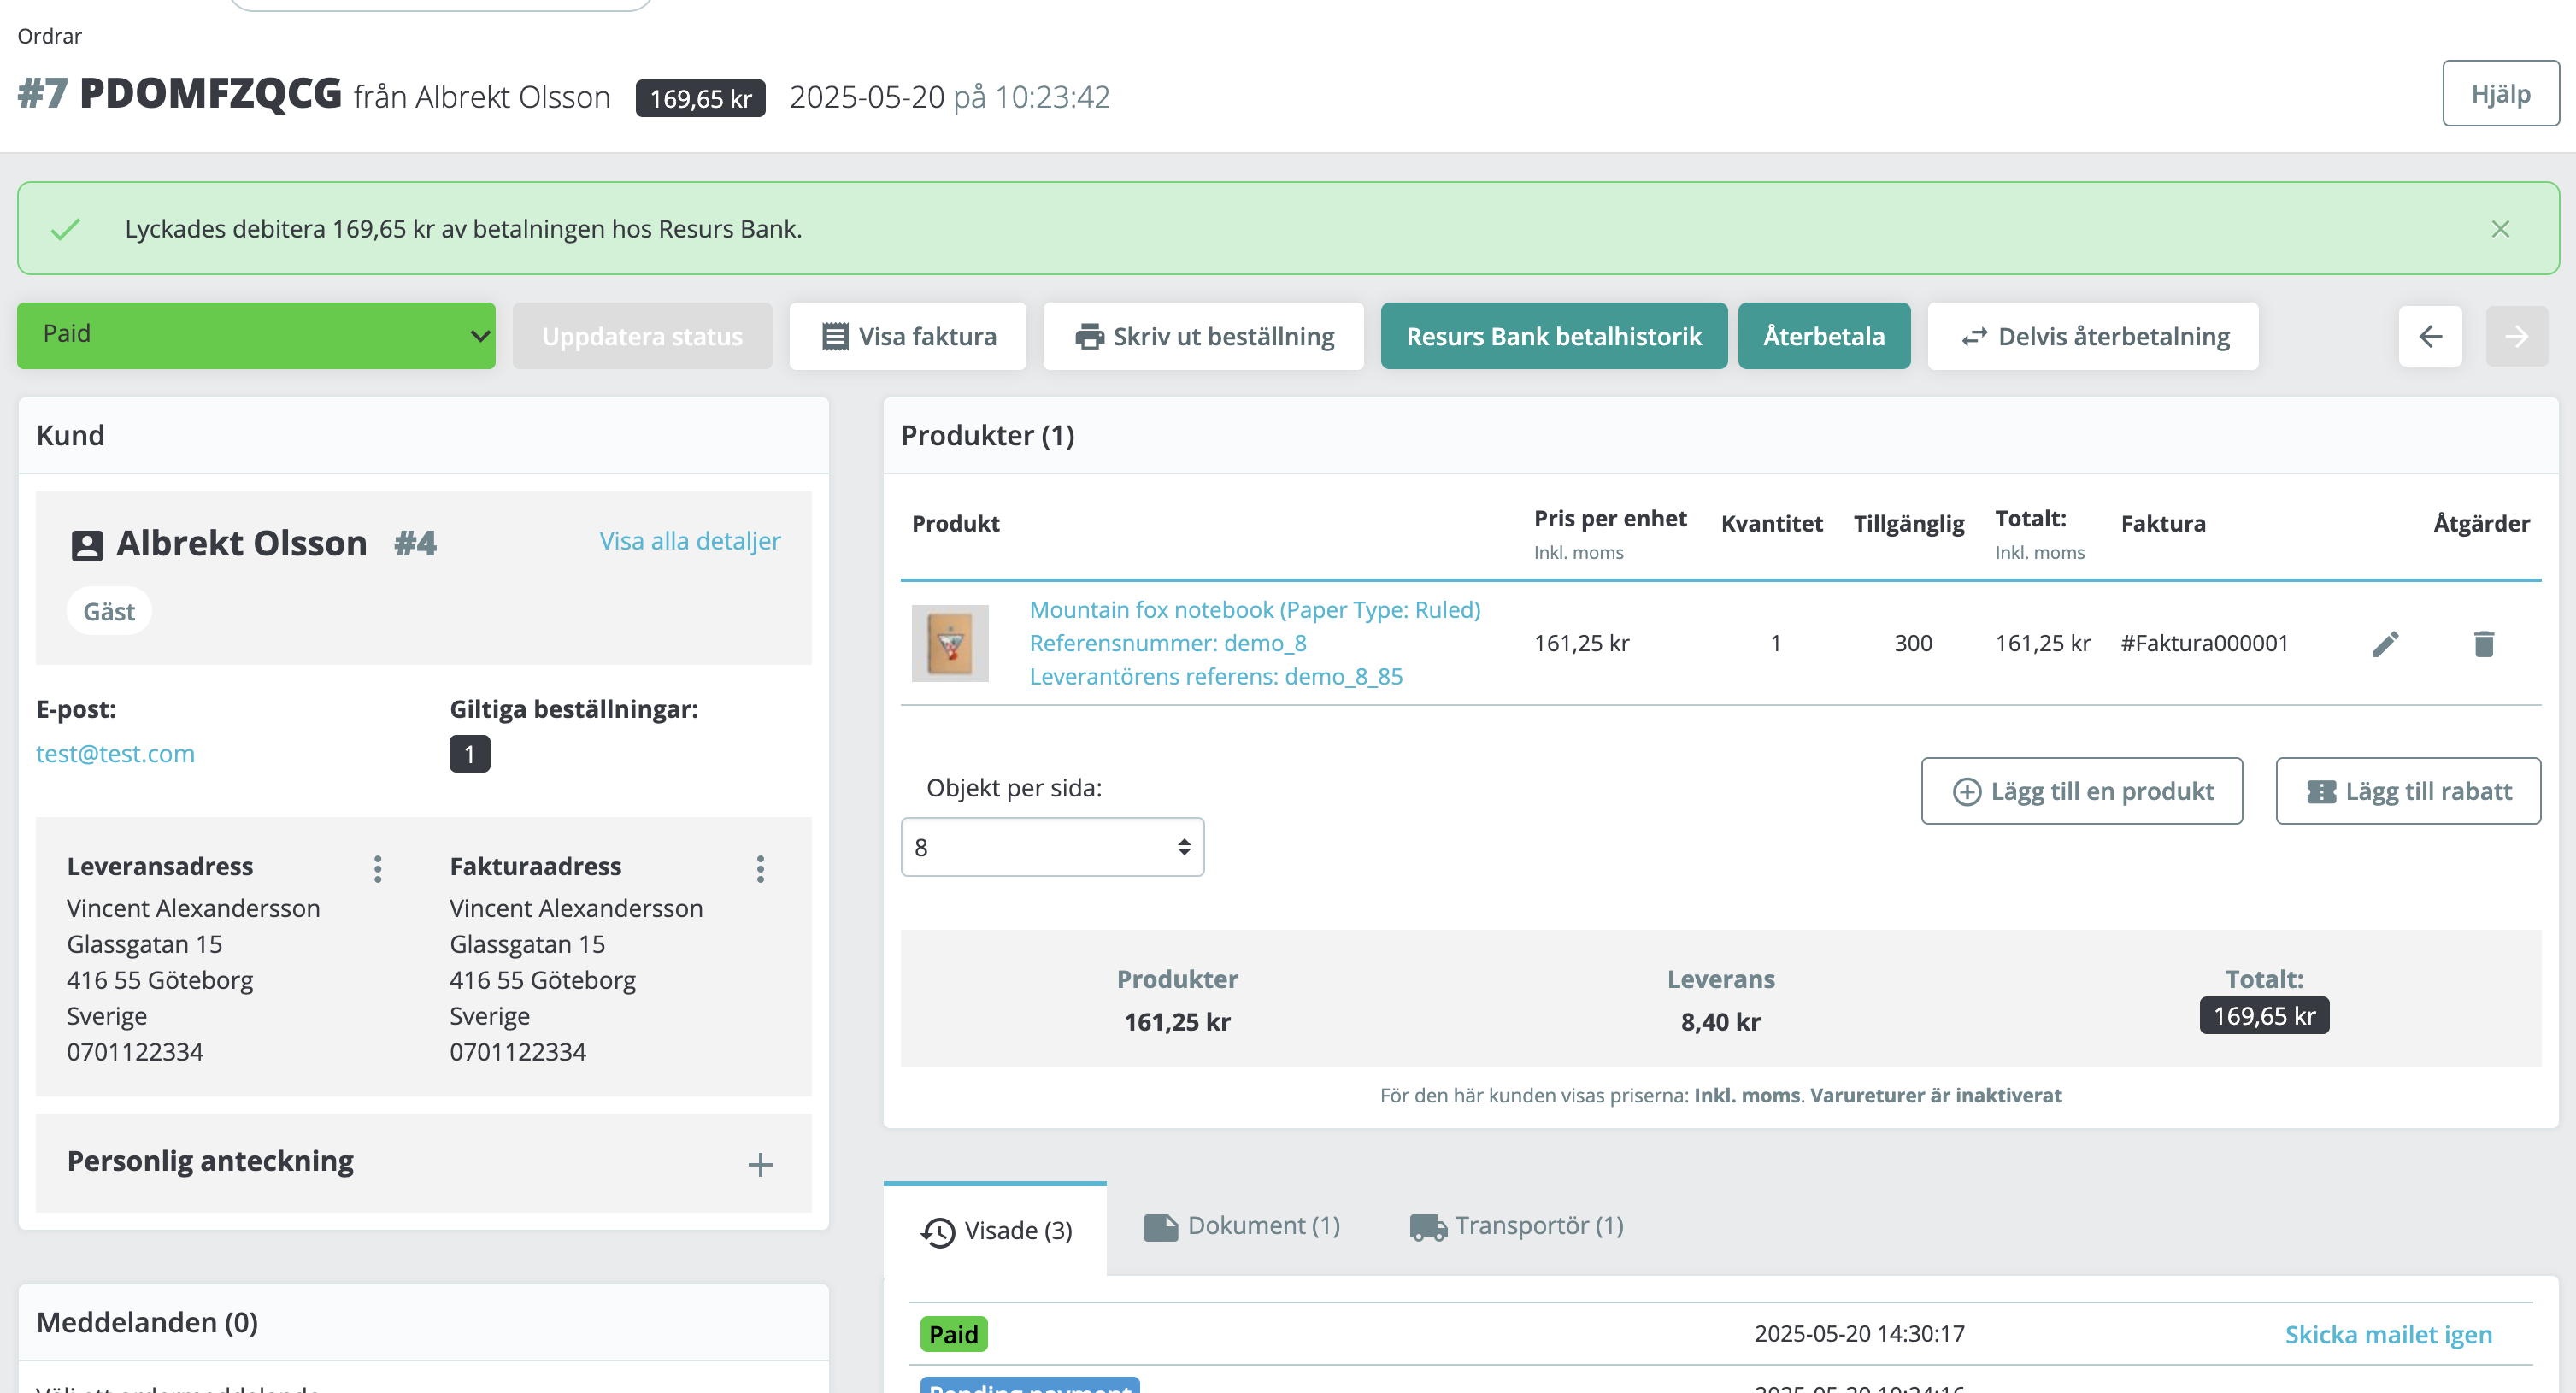 Ordrar
#7 PDOMFZQCG från Albrekt Olsson 169,65 kr 2025-05-20 på 10:23:42
Hjälp
Lyckades debitera 169,65 kr av betalningen hos Resurs Bank.
Paid
Uppdatera status
Visa faktura
Skriv ut beställning
Resurs Bank betalhistorik
Återbetala
Delvis återbetalning
Kund
Albrekt Olsson #4
Visa alla detaljer
Gäst
E-post:
test@test.com
Giltiga beställningar:
1
Leveransadress
Vincent Alexandersson
Glassgatan 15
416 55 Göteborg
Sverige
0701122334
Fakturaadress
Vincent Alexandersson
Glassgatan 15
416 55 Göteborg
Sverige
0701122334
Personlig anteckning
Meddelanden (0)
Produkter (1)
Produkt
Pris per enhet
Inkl. moms
Kvantitet
Tillgänglig
Totalt:
Inkl. moms
Faktura
Åtgärder
Mountain fox notebook (Paper Type: Ruled)
Referensnummer: demo_8
Leverantörens referens: demo_8_85
161,25 kr
1
300
161,25 kr
#Faktura000001
Objekt per sida:
8
Lägg till en produkt
Lägg till rabatt
Produkter
161,25 kr
Leverans
8,40 kr
Totalt:
169,65 kr
För den här kunden visas priserna: Inkl. moms. Varureturer är inaktiverat
Visade (3)
Dokument (1)
Transportör (1)
Paid
2025-05-20 14:30:17
Skicka mailet igen
Pending payment